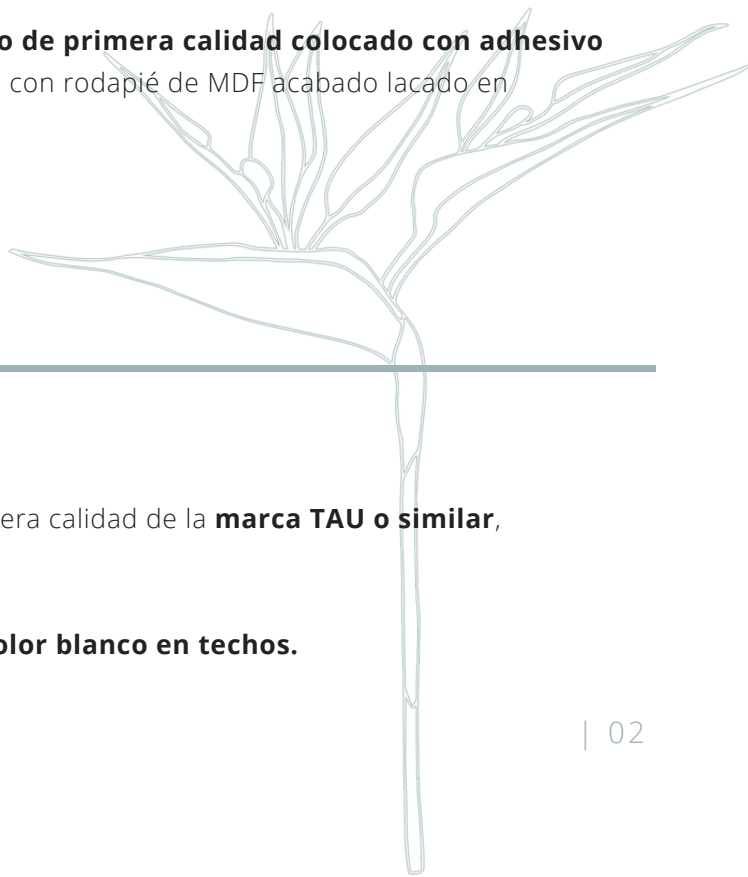 o de primera calidad colocado con adhesivo
con rodapié de MDF acabado lacado en
era calidad de la marca TAU o similar,
olor blanco en techos.
| 02